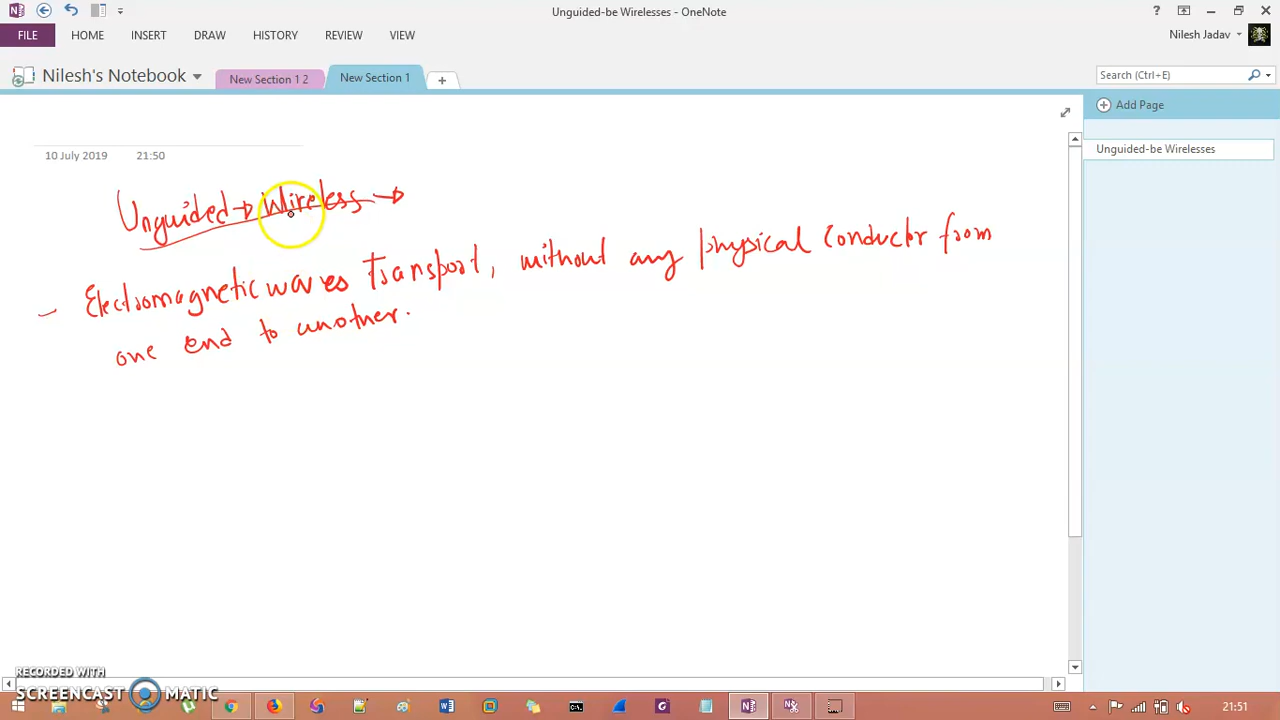 Unguided-be Wirelesses - OneNote
FILE HOME INSERT DRAW HISTORY REVIEW VIEW
Nilesh Jadav
Nilesh's Notebook New Section 1 2 New Section 1
Search (Ctrl+E)
Add Page
Unguided-be Wirelesses
10 July 2019 21:50
Unguided → Wireless →
- Electromagnetic waves transport, without any physical conductor from
one end to another.
RECORDED WITH
SCREENCAST MATIC
21:51